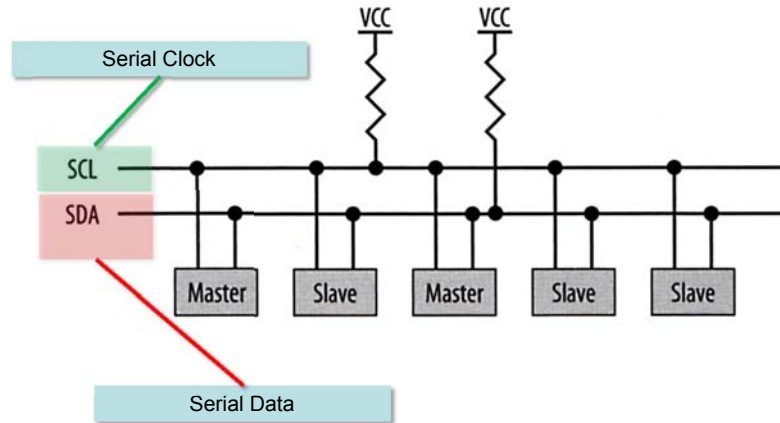 VCC VCC
Serial Clock
SCL
SDA
Master Slave Master Slave Slave
Serial Data